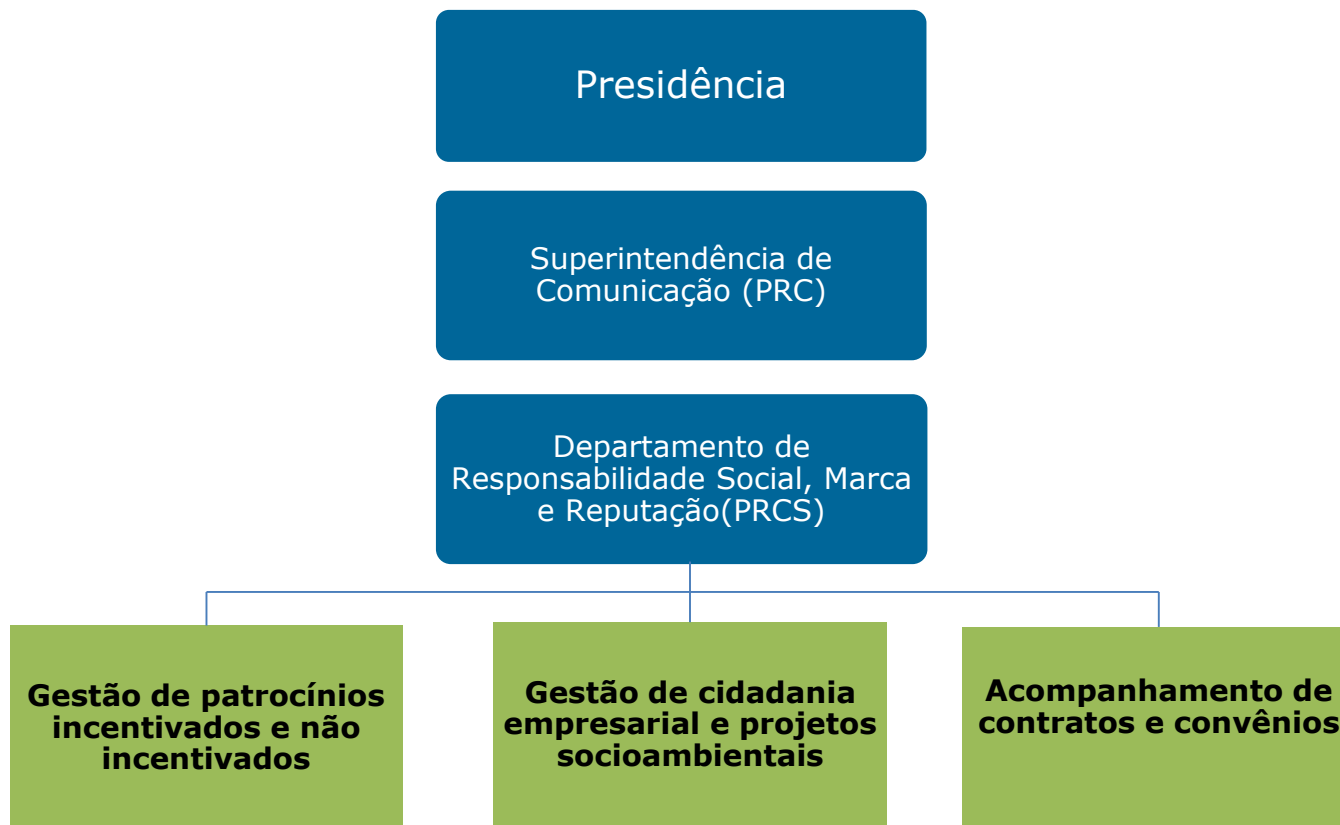 Presidência
Superintendência de
Comunicação (PRC)
Departamento de
Responsabilidade Social, Marca
e Reputação(PRCS)
Gestão de patrocínios
incentivados e não
incentivados
Gestão de cidadania
empresarial e projetos
socioambientais
Acompanhamento de
contratos e convênios